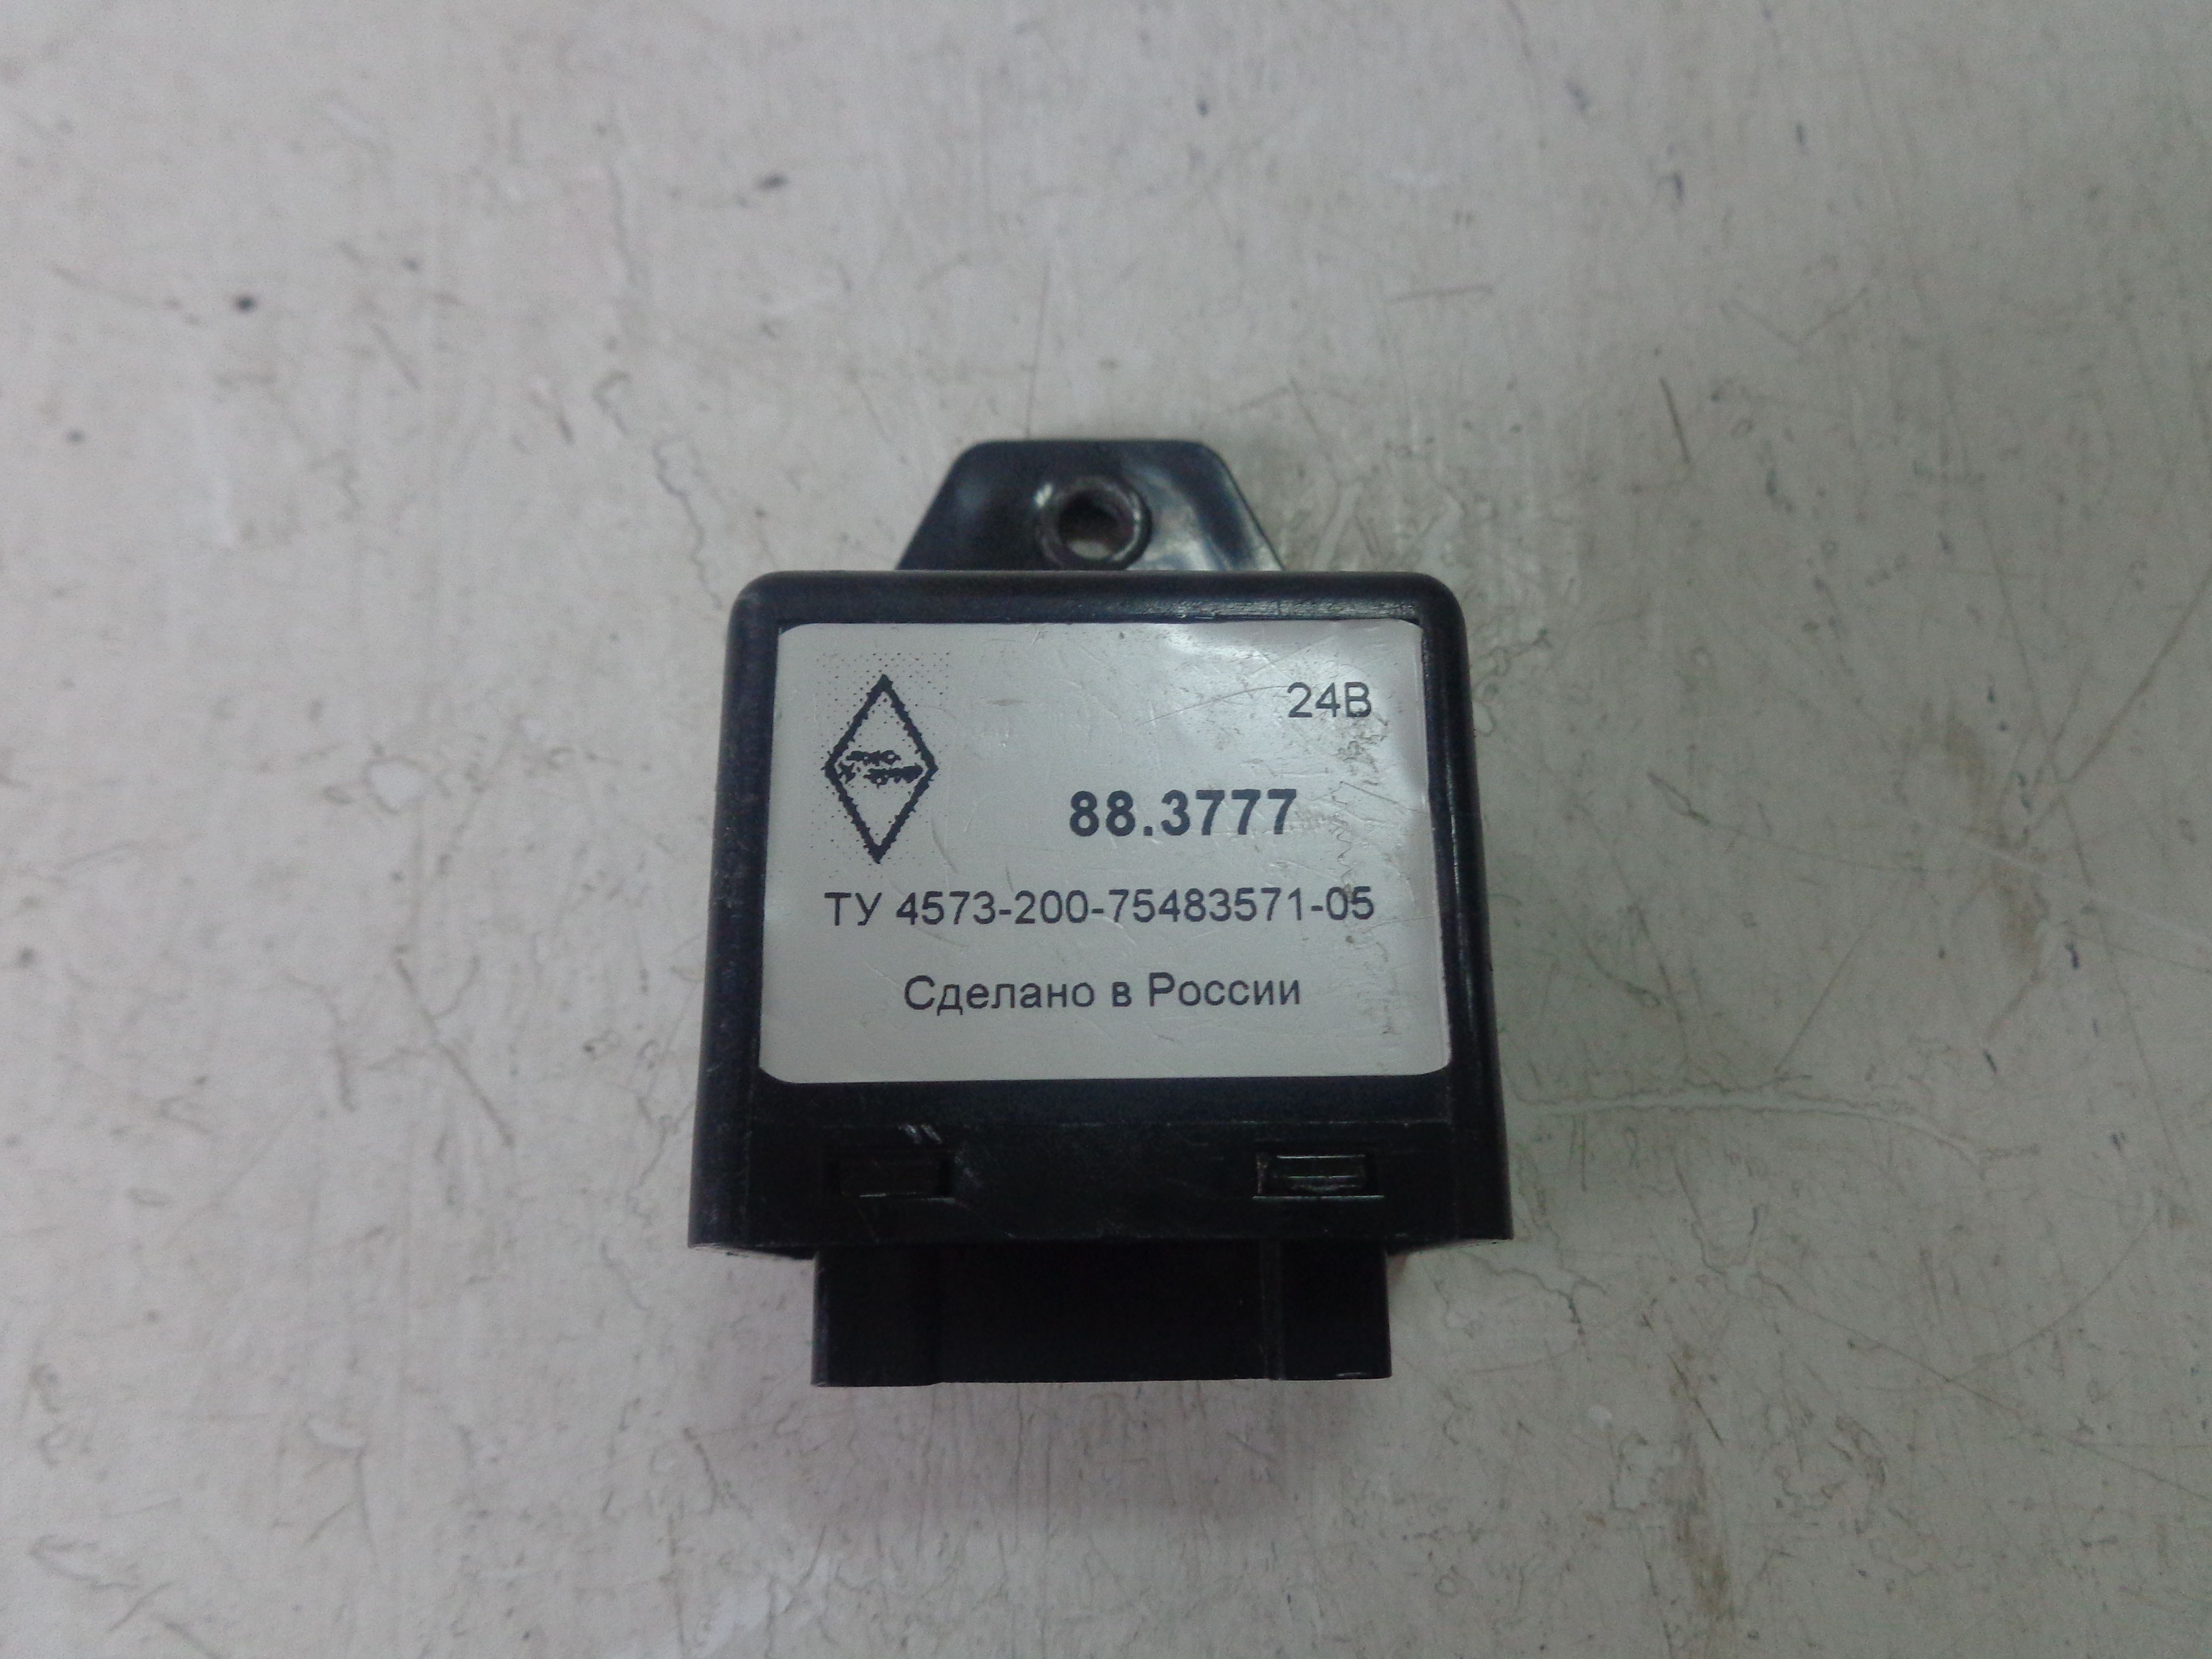 24В
88.3777
ТУ 4573-200-75483571-05
Сделано в России